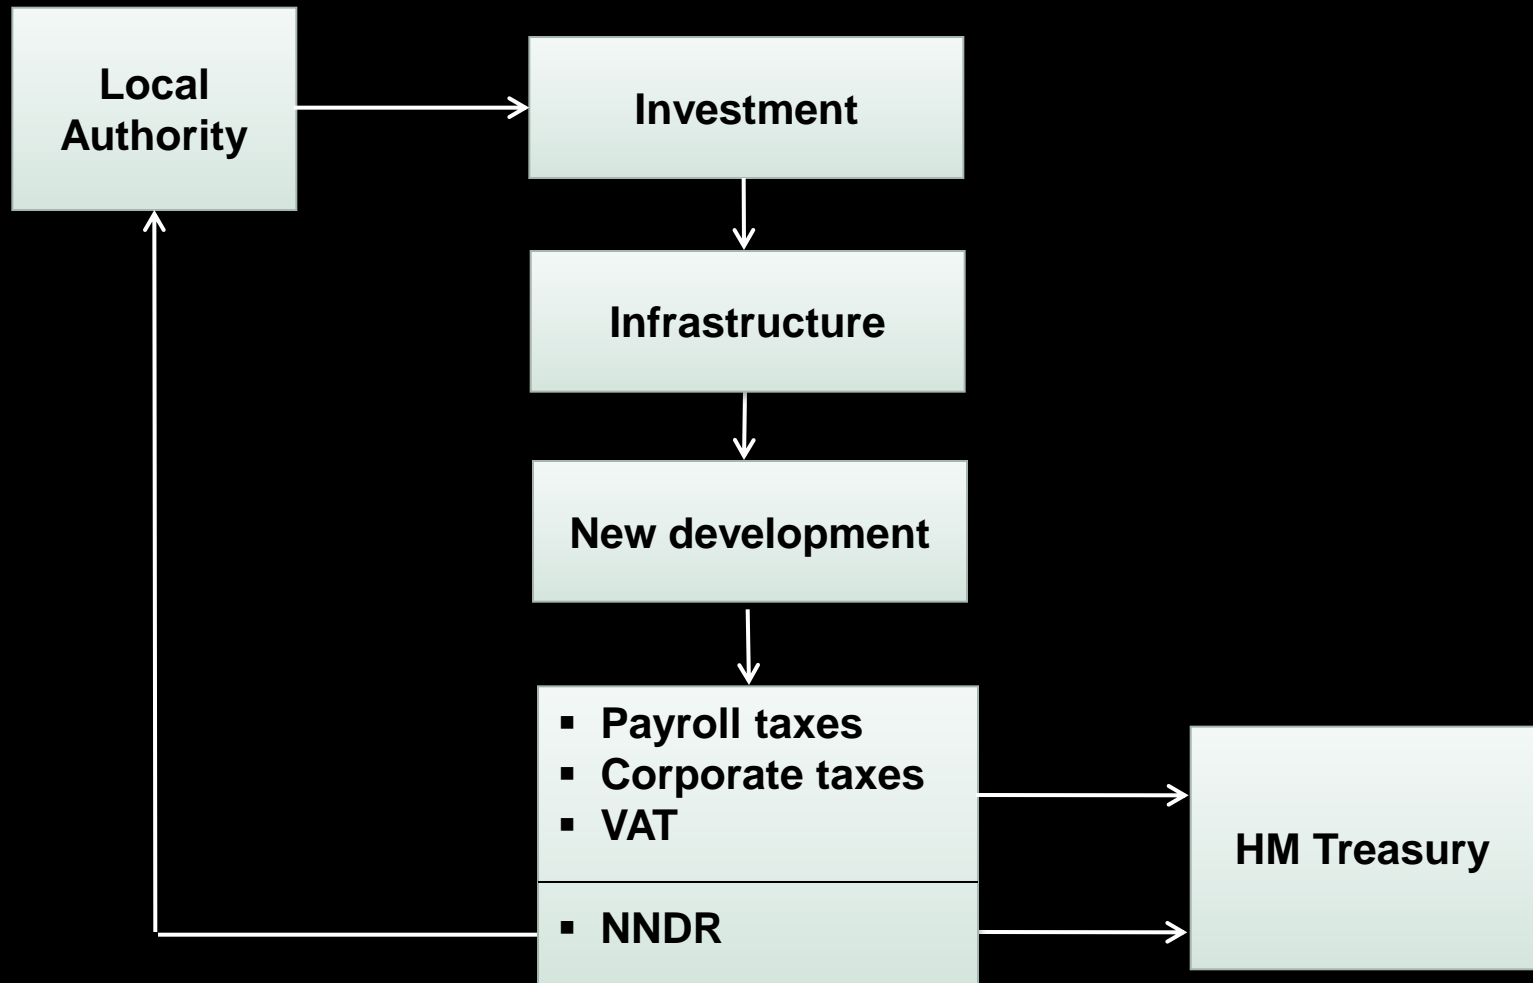 Local
Authority
Investment
Infrastructure
New development
▪ Payroll taxes
▪ Corporate taxes
▪ VAT
▪ NNDR
HM Treasury